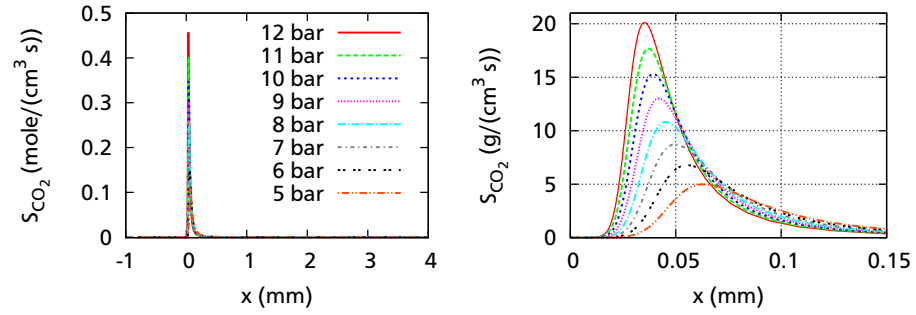 S_CO2 (mole/(cm^3 s))
0.5
0.4
0.3
0.2
0.1
0
-1 0 1 2 3 4
x (mm)
12 bar
11 bar
10 bar
9 bar
8 bar
7 bar
6 bar
5 bar
S_CO2 (g/(cm^3 s))
20
15
10
5
0
0 0.05 0.1 0.15
x (mm)